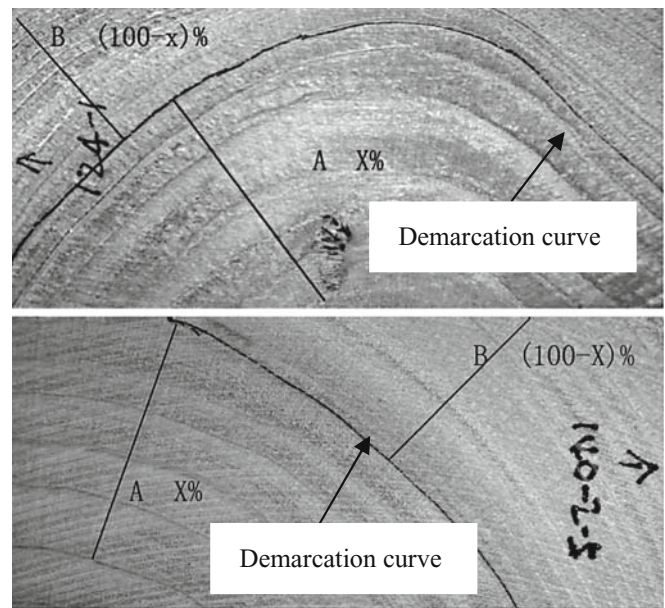 B (100-x)%
A X%
Demarcation curve
B (100-X)%
A X%
Demarcation curve